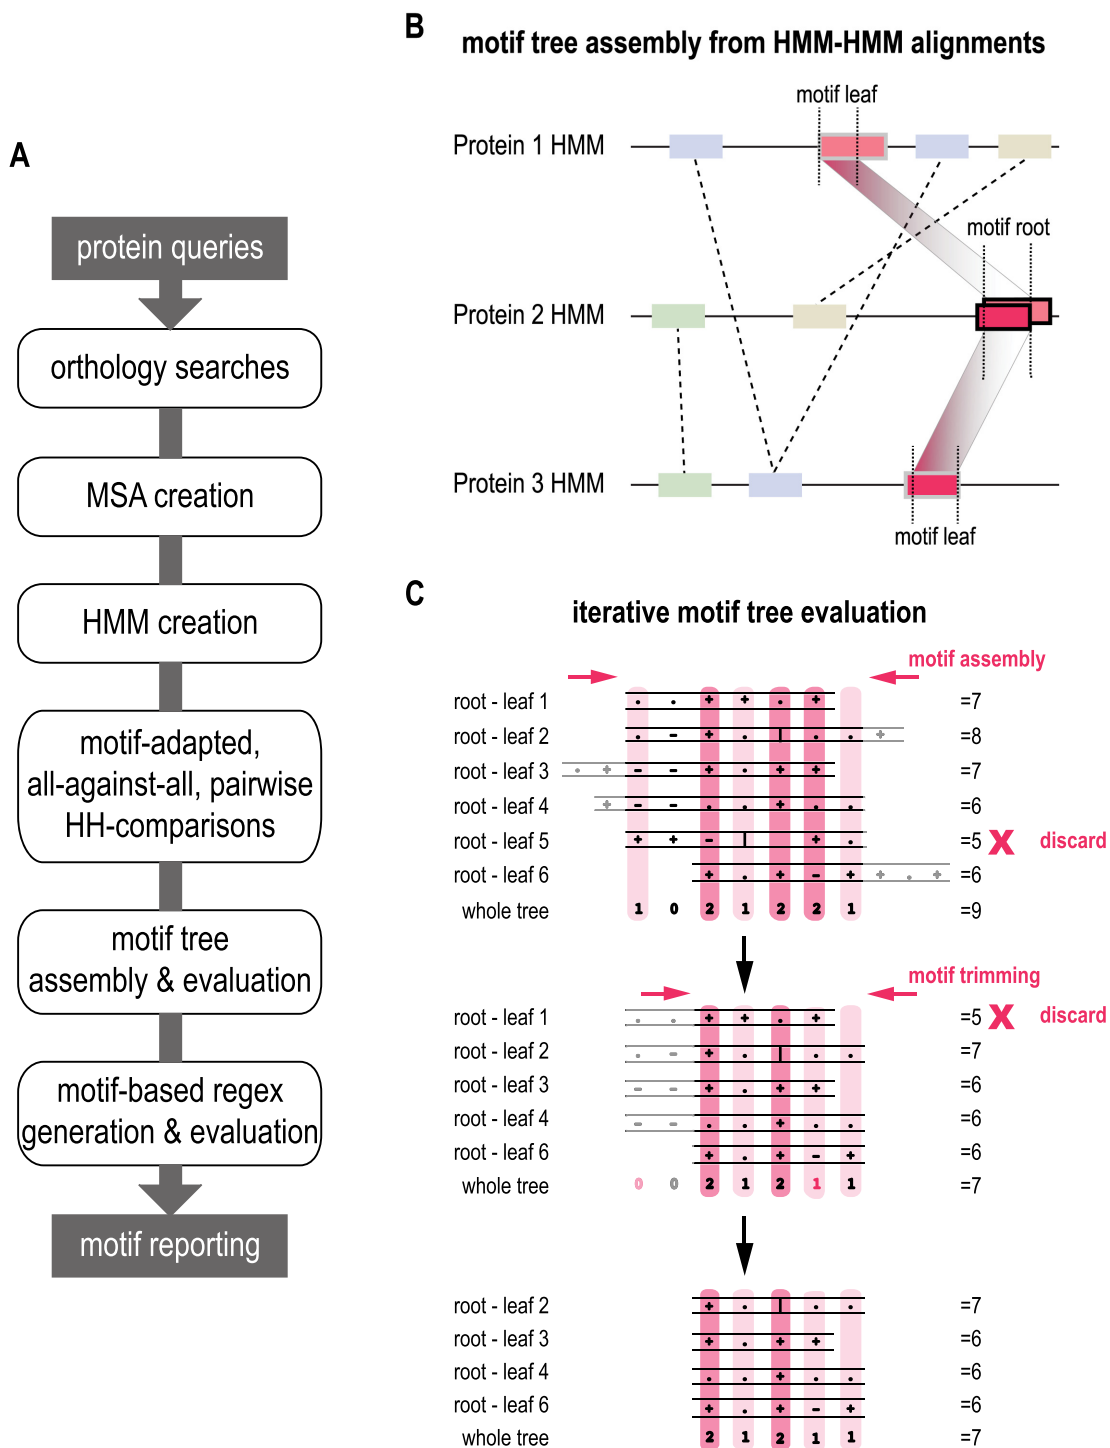 A
protein queries
orthology searches
MSA creation
HMM creation
motif-adapted,
all-against-all, pairwise
HH-comparisons
motif tree
assembly & evaluation
motif-based regex
generation & evaluation
motif reporting
B
motif tree assembly from HMM-HMM alignments
motif leaf
Protein 1 HMM
motif root
Protein 2 HMM
Protein 3 HMM
motif leaf
C
iterative motif tree evaluation
motif assembly
root - leaf 1 . . + + . + =7
root - leaf 2 . - + . | . . + =8
root - leaf 3 . + - - + . + + =7
root - leaf 4 + - - . . + . . =6
root - leaf 5 + + - | + . =5 X discard
root - leaf 6 + . + - + + . + =6
whole tree 1 0 2 1 2 2 1 =9
motif trimming
root - leaf 1 . . + + . + =5 X discard
root - leaf 2 . - + . | . . =7
root - leaf 3 - - + . + + =6
root - leaf 4 - - . . + . . =6
root - leaf 6 + . + - + =6
whole tree 0 0 2 1 2 1 1 =7
root - leaf 2 + . | . . =7
root - leaf 3 + . + + =6
root - leaf 4 . . + . . =6
root - leaf 6 + . + - + =6
whole tree 2 1 2 1 1 =7